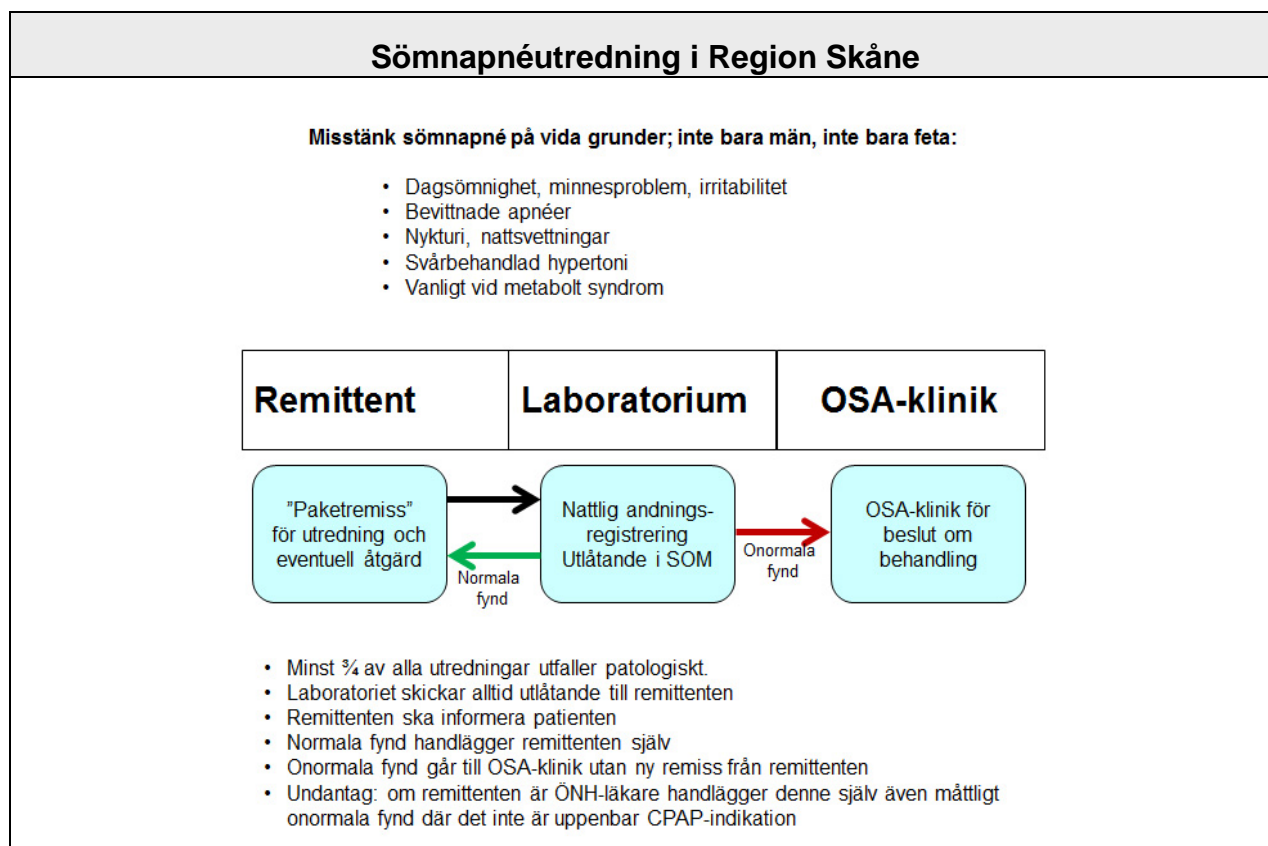 Sömnapnéutredning i Region Skåne
Misstänk sömnapné på vida grunder; inte bara män, inte bara feta:
• Dagsömnighet, minnesproblem, irritabilitet
• Bevittnade apnéer
• Nykturi, nattsvettningar
• Svårbehandlad hypertoni
• Vanligt vid metabolt syndrom
Remittent
Laboratorium
OSA-klinik
”Paketremiss”
för utredning och
eventuell åtgärd
Normala
fynd
Nattlig andnings-
registrering
Utlåtande i SOM
Onormala
fynd
OSA-klinik för
beslut om
behandling
• Minst ¾ av alla utredningar utfaller patologiskt.
• Laboratoriet skickar alltid utlåtande till remittenten
• Remittenten ska informera patienten
• Normala fynd handlägger remittenten själv
• Onormala fynd går till OSA-klinik utan ny remiss från remittenten
• Undantag: om remittenten är ÖNH-läkare handlägger denne själv även måttligt
onormala fynd där det inte är uppenbar CPAP-indikation